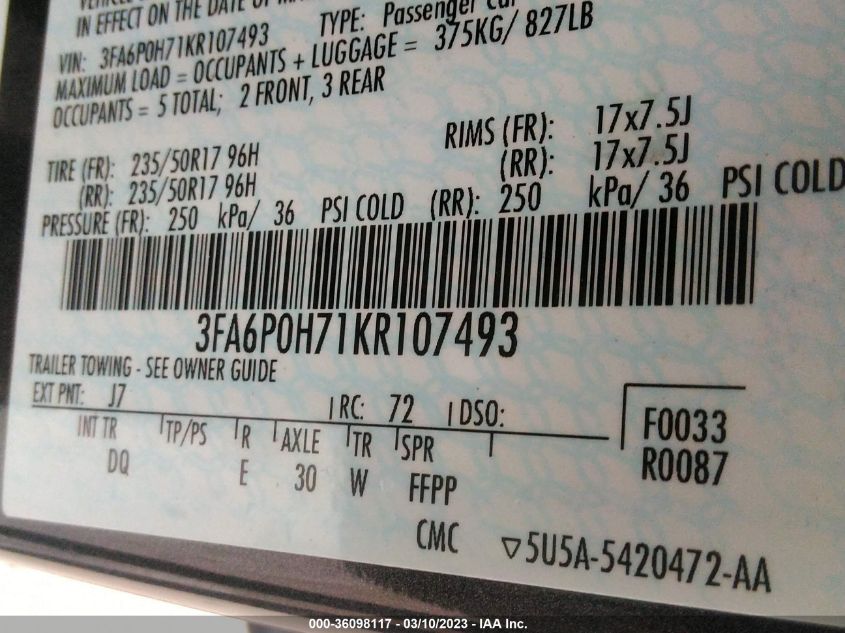 IN EFFECT ON THE DATE OF
VIN: 3FA6P0H71KR107493 TYPE: Passenger Car
MAXIMUM LOAD = OCCUPANTS + LUGGAGE = 375KG/ 827LB
OCCUPANTS = 5 TOTAL; 2 FRONT, 3 REAR
TIRE (FR): 235/50R17 96H RIMS (FR): 17x7.5J
(RR): 235/50R17 96H (RR): 17x7.5J
PRESSURE (FR): 250 kPa/ 36 PSI COLD (RR): 250 kPa/ 36 PSI COLD
3FA6P0H71KR107493
TRAILER TOWING - SEE OWNER GUIDE
EXT PNT: J7 RC: 72 DSO:
INT TR TP/PS R AXLE TR SPR F0033
DQ E 30 W FFPP R0087
CMC ▽5U5A-5420472-AA
000-36098117 - 03/10/2023 - IAA Inc.